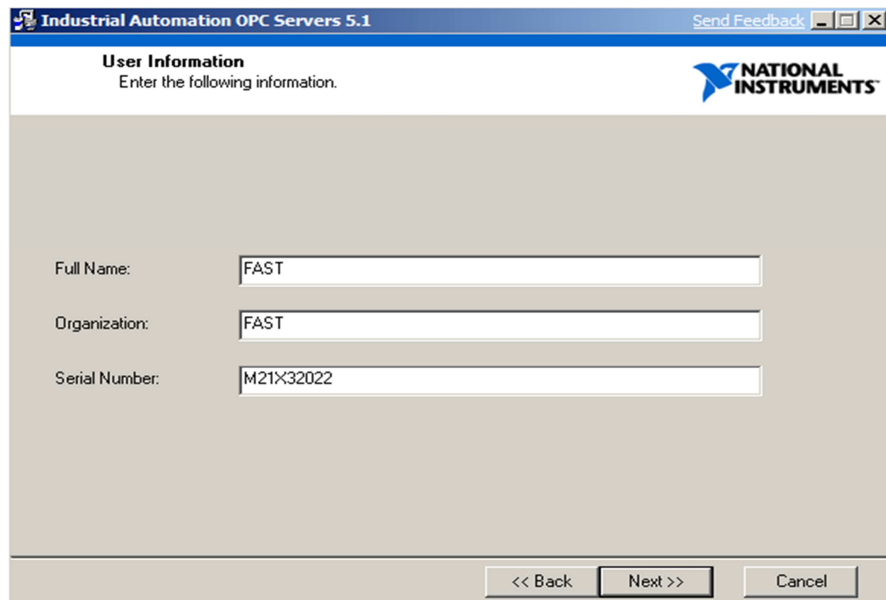 Industrial Automation OPC Servers 5.1 Send Feedback
User Information
Enter the following information.
NATIONAL
INSTRUMENTS™
Full Name: FAST
Organization: FAST
Serial Number: M21X32022
<< Back Next >> Cancel